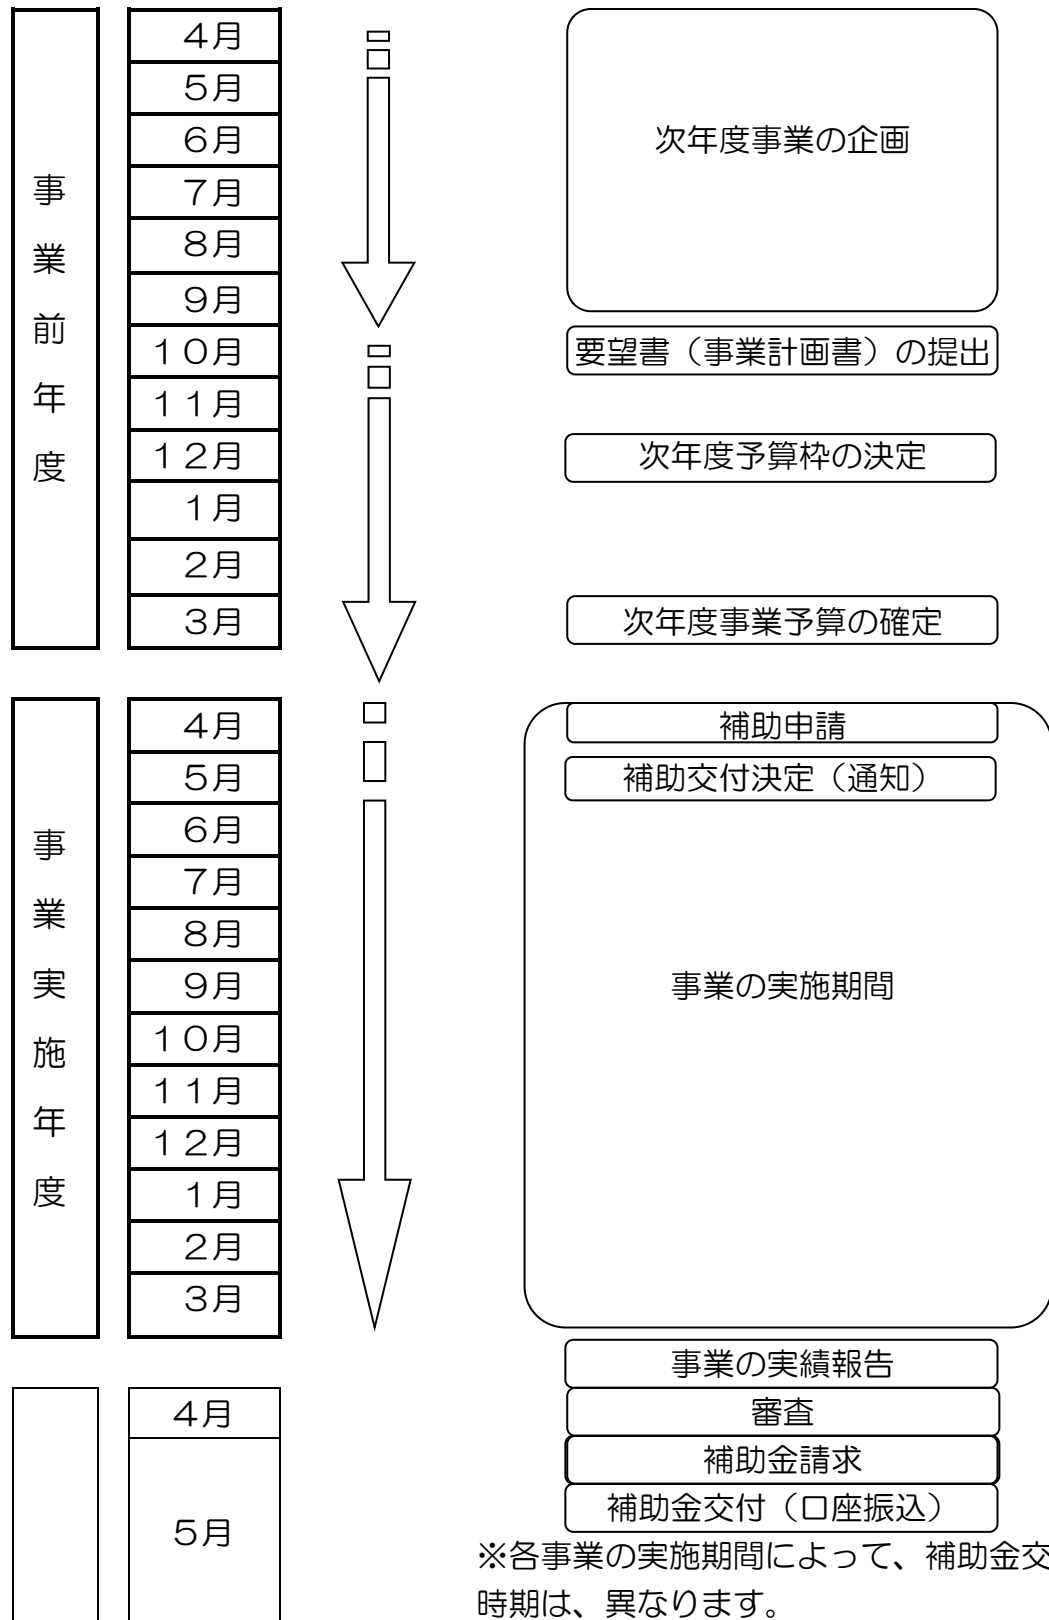 事業前年度
４月
５月
６月
７月
８月
９月
１０月
１１月
１２月
１月
２月
３月
次年度事業の企画
要望書（事業計画書）の提出
次年度予算枠の決定
次年度事業予算の確定
事業実施年度
４月
５月
６月
７月
８月
９月
１０月
１１月
１２月
１月
２月
３月
補助申請
補助交付決定（通知）
事業の実施期間
４月
５月
事業の実績報告
審査
補助金請求
補助金交付（口座振込）
※各事業の実施期間によって、補助金交
時期は、異なります。